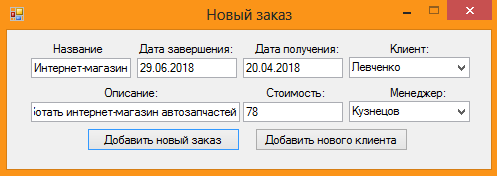 Новый заказ
Название Дата завершения: Дата получения: Клиент:
Интернет-магазин 29.06.2018 20.04.2018 Левченко
Описание: Стоимость: Менеджер:
интернет-магазин автозапчастей 78 Кузнецов
Добавить новый заказ Добавить нового клиента